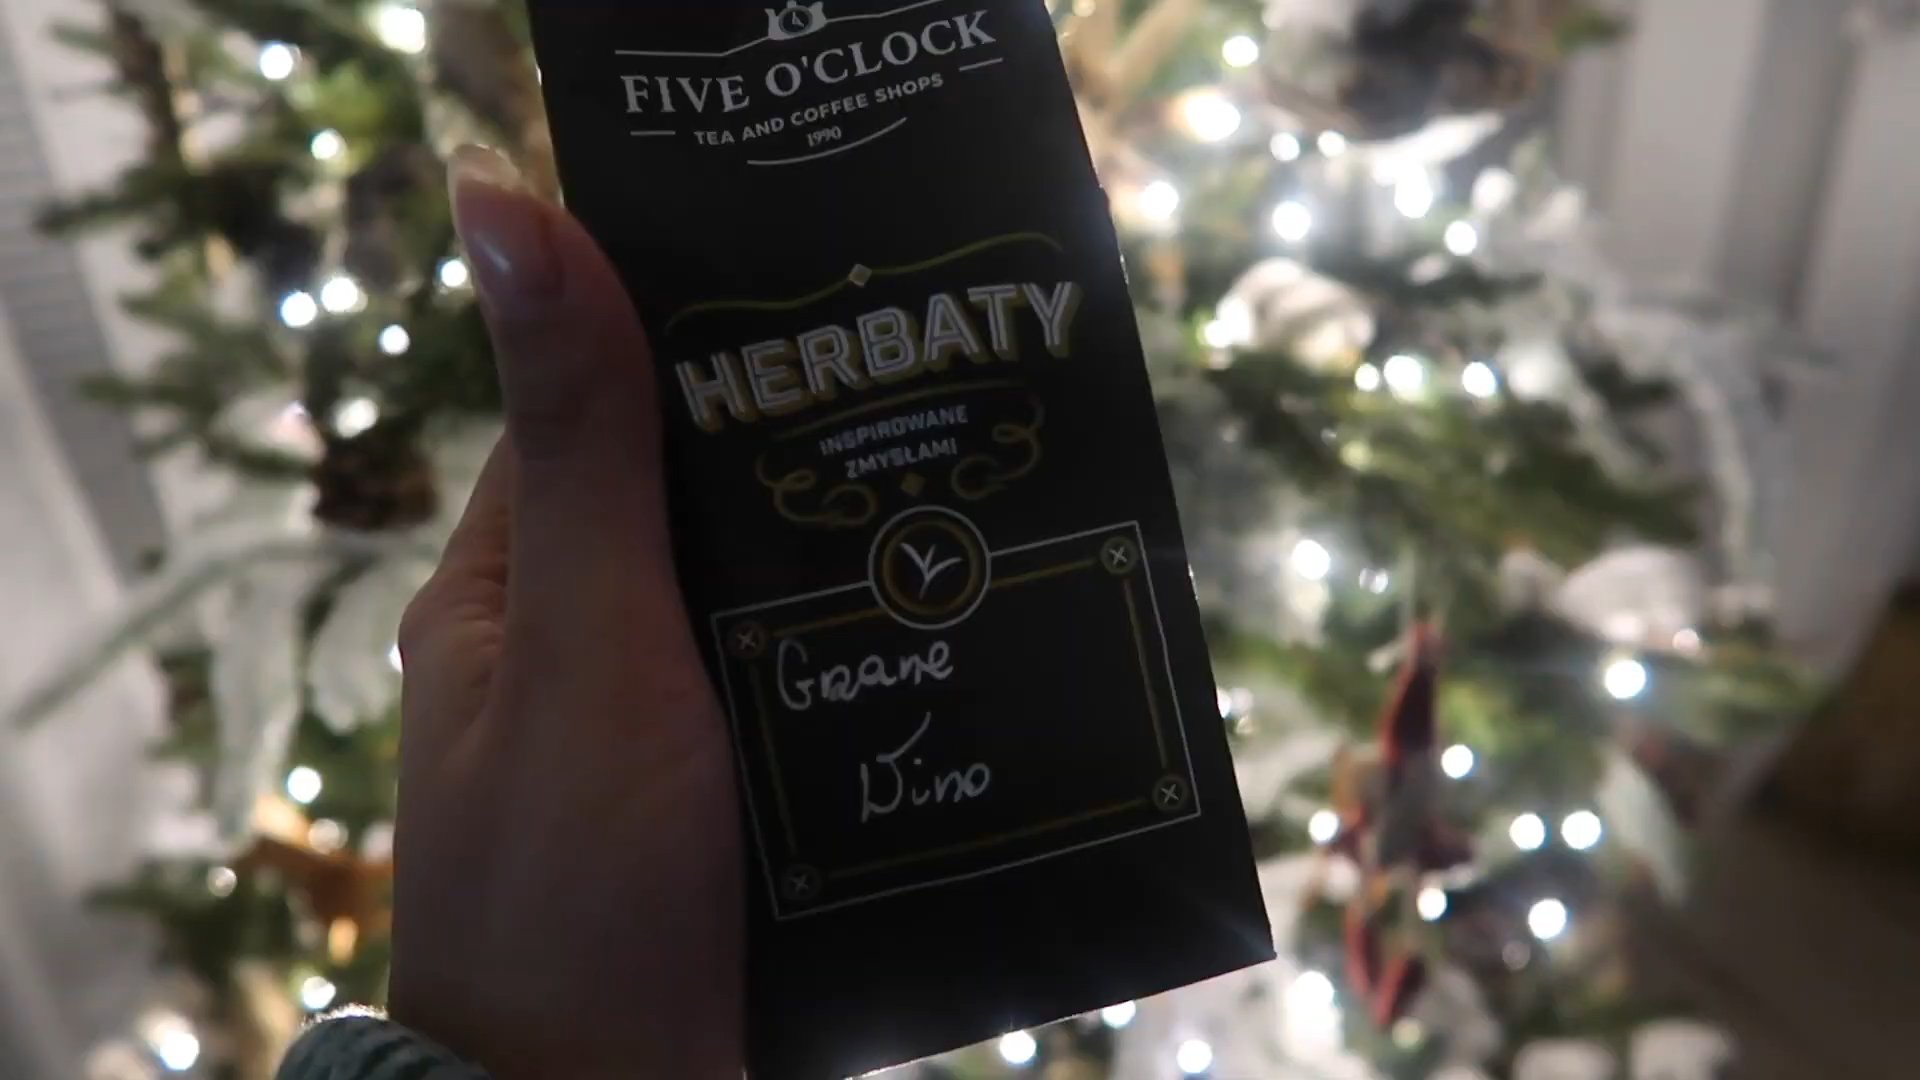 FIVE O'CLOCK
TEA AND COFFEE SHOPS
1990
HERBATY
INSPIROWANE
ZMYSŁAMI
Grzane
Wino